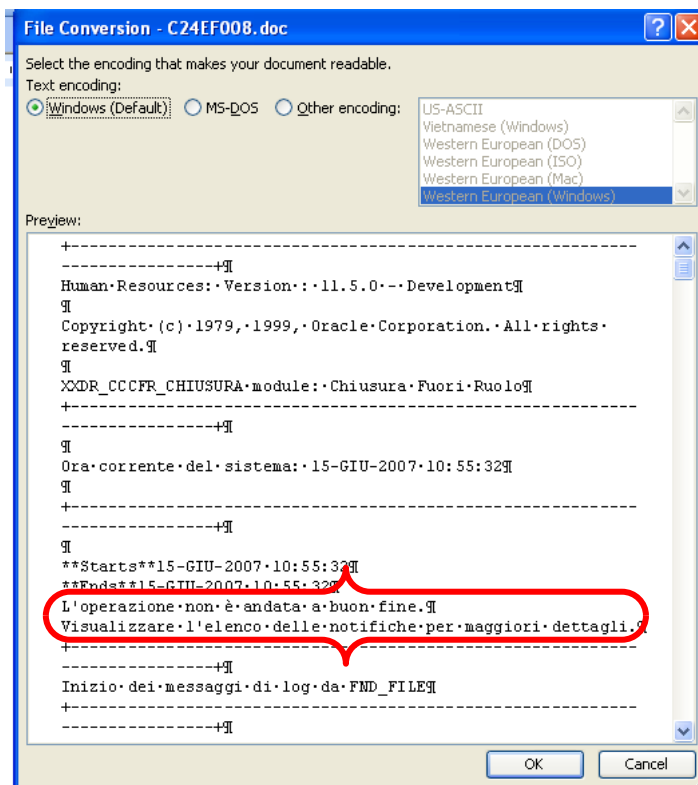 File Conversion - C24EF008.doc
Select the encoding that makes your document readable.
Text encoding:
Windows (Default) MS-DOS Other encoding:
US-ASCII
Vietnamese (Windows)
Western European (DOS)
Western European (ISO)
Western European (Mac)
Western European (Windows)
Preview:
+-------------------------------------------------------------
----------------+¶
Human·Resources:·Version·:·11.5.0·-·Development¶
¶
Copyright·(c)·1979,·1999,·Oracle·Corporation.·All·rights·
reserved.¶
¶
XXDR_CCCFR_CHIUSURA·module:·Chiusura·Fuori·Ruolo¶
+-------------------------------------------------------------
----------------+¶
¶
Ora·corrente·del·sistema:·15-GIU-2007·10:55:32¶
¶
+-------------------------------------------------------------
----------------+¶
¶
**Starts**15-GIU-2007·10:55:32¶
**Ends**15-GIU-2007·10:55:32¶
L'operazione·non·è·andata·a·buon·fine.¶
Visualizzare·l'elenco·delle·notifiche·per·maggiori·dettagli.¶
+-------------------------------------------------------------
----------------+¶
Inizio·dei·messaggi·di·log·da·FND_FILE¶
+-------------------------------------------------------------
----------------+¶
OK Cancel